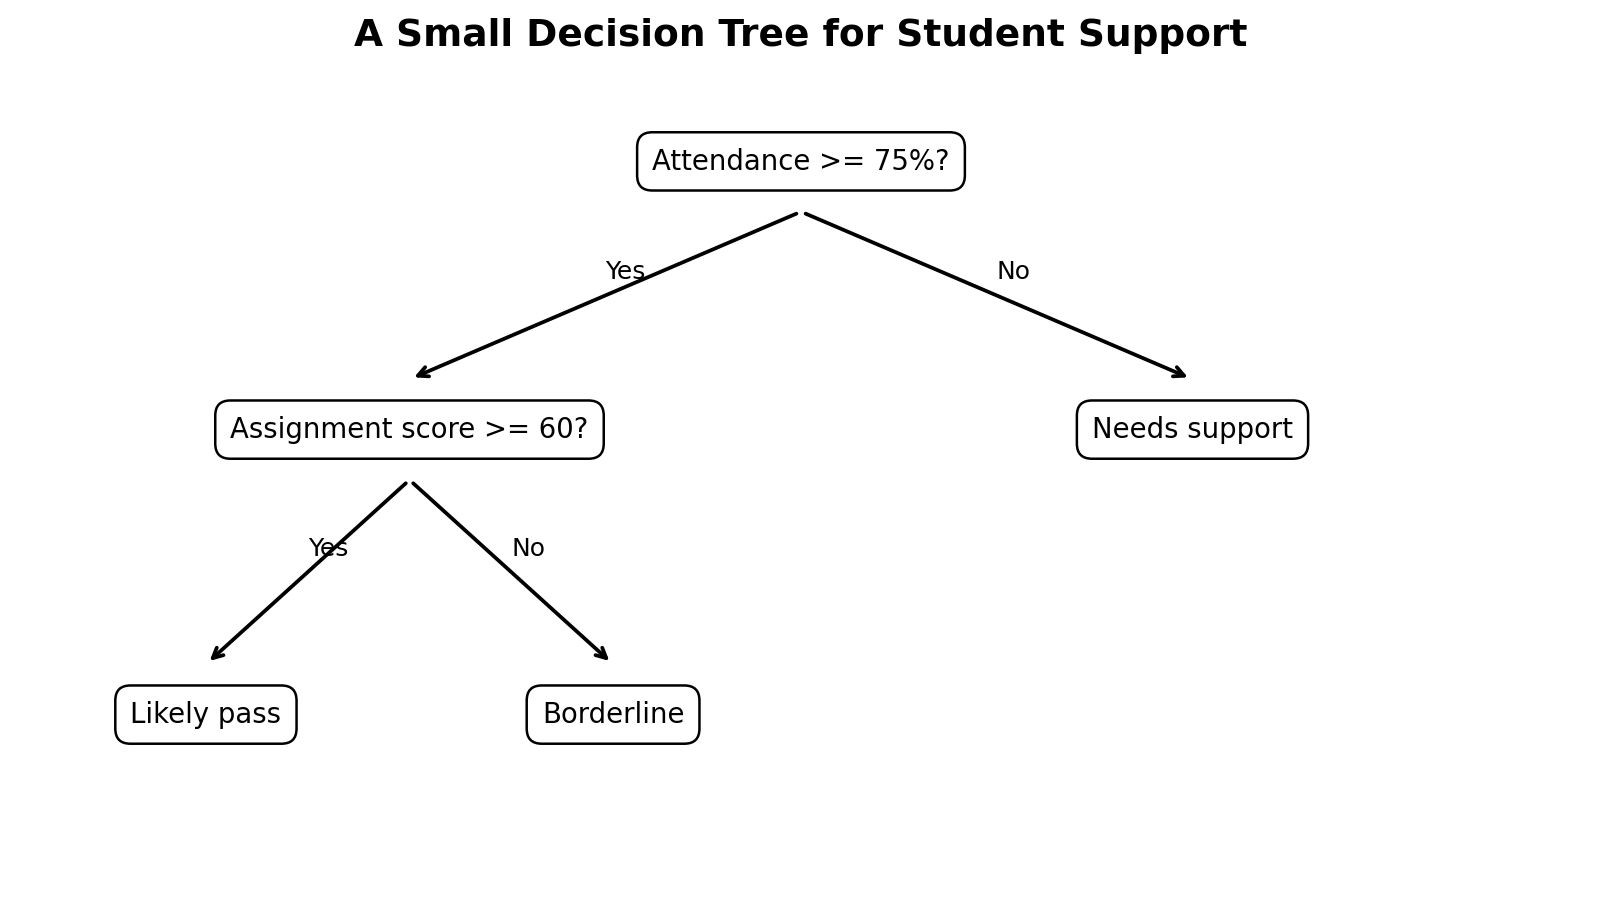 A Small Decision Tree for Student Support
Attendance >= 75%?
Yes
No
Assignment score >= 60?
Needs support
Yes
No
Likely pass
Borderline